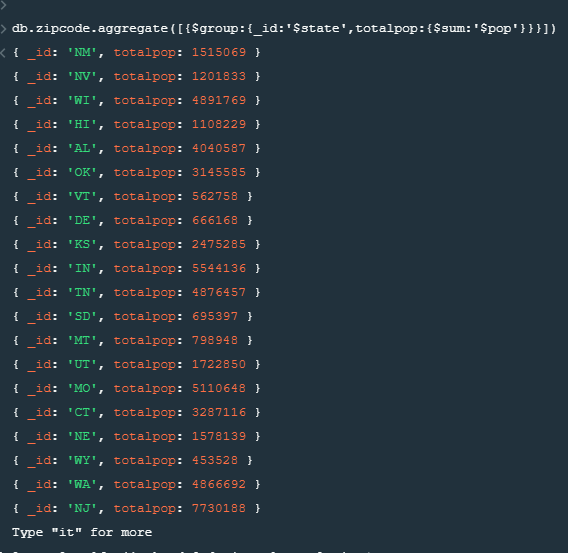 >
> db.zipcode.aggregate([{$group:{_id:'$state',totalpop:{$sum:'$pop'}}}])
< { _id: 'NM', totalpop: 1515069 }
{ _id: 'NV', totalpop: 1201833 }
{ _id: 'WI', totalpop: 4891769 }
{ _id: 'HI', totalpop: 1108229 }
{ _id: 'AL', totalpop: 4040587 }
{ _id: 'OK', totalpop: 3145585 }
{ _id: 'VT', totalpop: 562758 }
{ _id: 'DE', totalpop: 666168 }
{ _id: 'KS', totalpop: 2475285 }
{ _id: 'IN', totalpop: 5544136 }
{ _id: 'TN', totalpop: 4876457 }
{ _id: 'SD', totalpop: 695397 }
{ _id: 'MT', totalpop: 798948 }
{ _id: 'UT', totalpop: 1722850 }
{ _id: 'MO', totalpop: 5110648 }
{ _id: 'CT', totalpop: 3287116 }
{ _id: 'NE', totalpop: 1578139 }
{ _id: 'WY', totalpop: 453528 }
{ _id: 'WA', totalpop: 4866692 }
{ _id: 'NJ', totalpop: 7730188 }
Type "it" for more